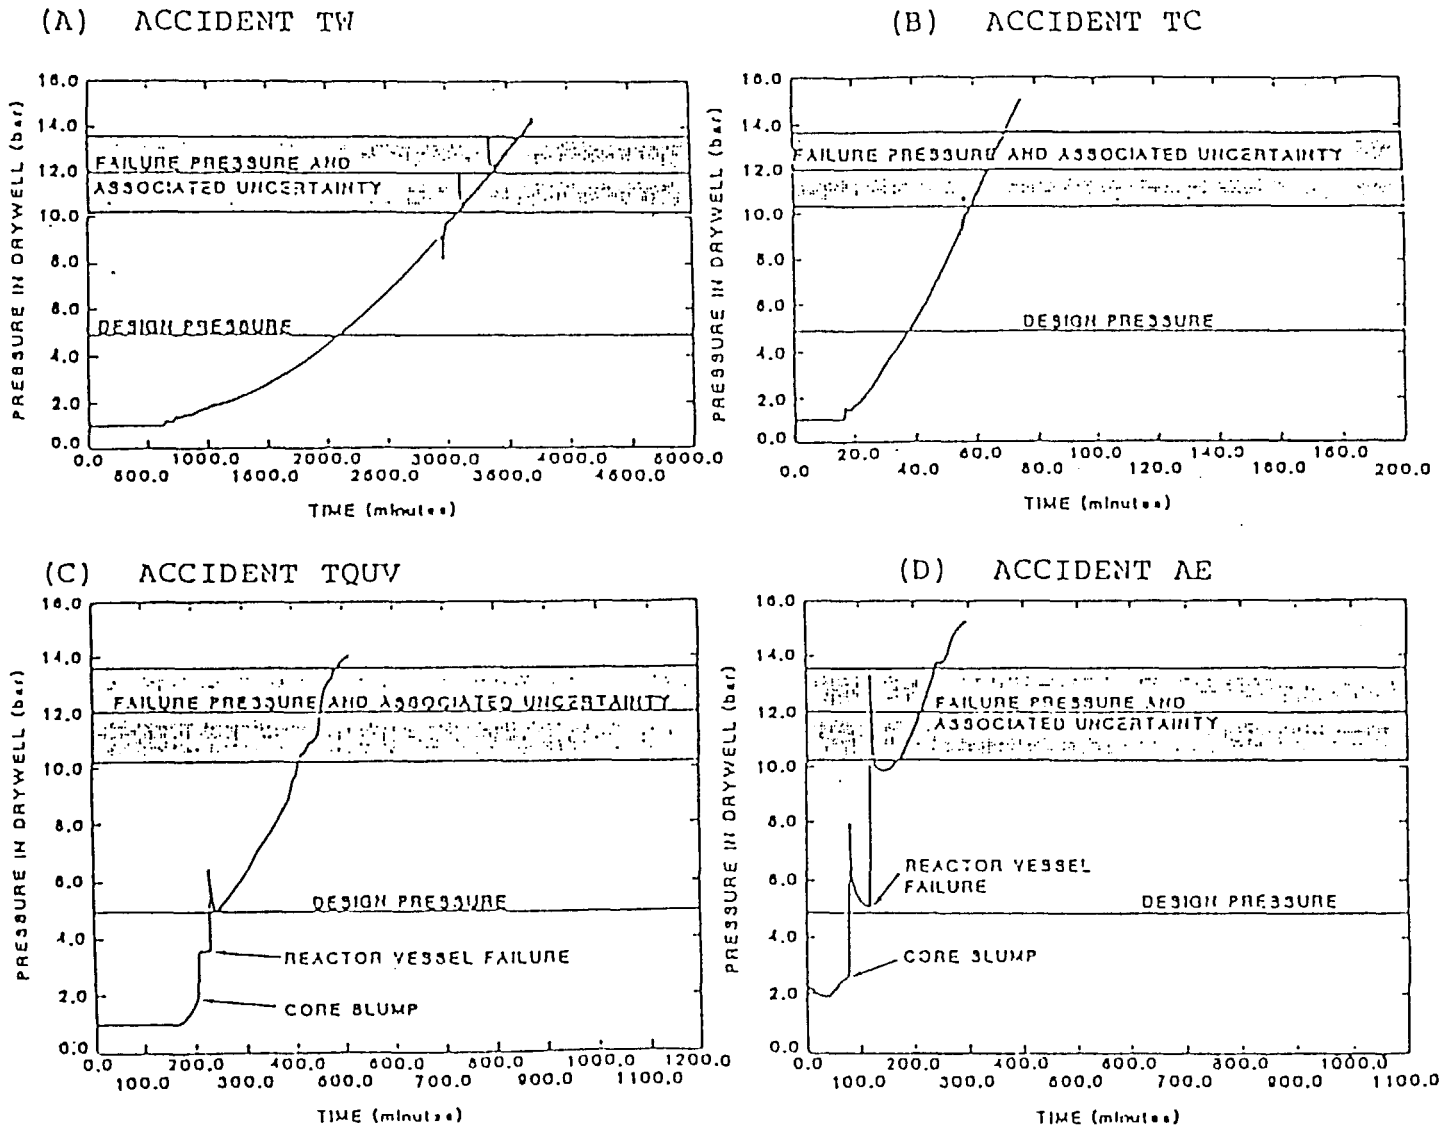 (A) ACCIDENT TW
PRESSURE IN DRYWELL (bar)
16.0
14.0
12.0
10.0
8.0
6.0
4.0
2.0
0.0
FAILURE PRESSURE AND
ASSOCIATED UNCERTAINTY
DESIGN PRESSURE
0.0 1000.0 2000.0 3000.0 4000.0 5000.0
500.0 1500.0 2500.0 3500.0 4500.0
TIME (minutes)
(B) ACCIDENT TC
PRESSURE IN DRYWELL (bar)
16.0
14.0
12.0
10.0
8.0
6.0
4.0
2.0
0.0
FAILURE PRESSURE AND ASSOCIATED UNCERTAINTY
DESIGN PRESSURE
20.0 60.0 100.0 140.0 180.0
0.0 40.0 80.0 120.0 160.0 200.0
TIME (minutes)
(C) ACCIDENT TQUV
PRESSURE IN DRYWELL (bar)
16.0
14.0
12.0
10.0
8.0
6.0
4.0
2.0
0.0
FAILURE PRESSURE AND ASSOCIATED UNCERTAINTY
DESIGN PRESSURE
REACTOR VESSEL FAILURE
CORE SLUMP
0.0 200.0 400.0 600.0 800.0 1000.0 1200.0
100.0 300.0 500.0 700.0 900.0 1100.0
TIME (minutes)
(D) ACCIDENT AE
PRESSURE IN DRYWELL (bar)
16.0
14.0
12.0
10.0
8.0
6.0
4.0
2.0
0.0
FAILURE PRESSURE AND
ASSOCIATED UNCERTAINTY
REACTOR VESSEL
FAILURE
DESIGN PRESSURE
CORE SLUMP
0.0 200.0 400.0 600.0 800.0 1000.0
100.0 300.0 500.0 700.0 900.0 1100.0
TIME (minutes)